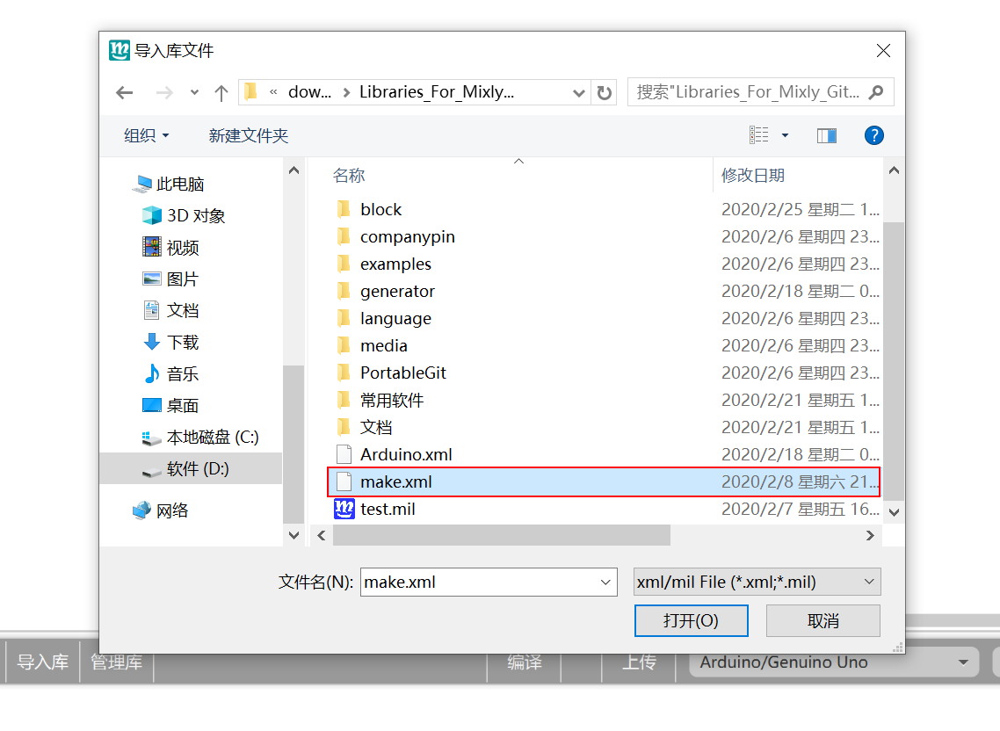 导入库文件
« dow... › Libraries_For_Mixly...
搜索"Libraries_For_Mixly_Git...
组织
新建文件夹
此电脑
3D 对象
视频
图片
文档
下载
音乐
桌面
本地磁盘 (C:)
软件 (D:)
网络
名称 修改日期
block 2020/2/25 星期二 1...
companypin 2020/2/6 星期四 23...
examples 2020/2/6 星期四 23...
generator 2020/2/18 星期二 0...
language 2020/2/6 星期四 23...
media 2020/2/6 星期四 23...
PortableGit 2020/2/6 星期四 23...
常用软件 2020/2/21 星期五 1...
文档 2020/2/21 星期五 1...
Arduino.xml 2020/2/18 星期二 0...
make.xml 2020/2/8 星期六 21...
test.mil 2020/2/7 星期五 16...
文件名(N): make.xml xml/mil File (*.xml;*.mil)
打开(O) 取消
导入库 管理库 编译 上传 Arduino/Genuino Uno